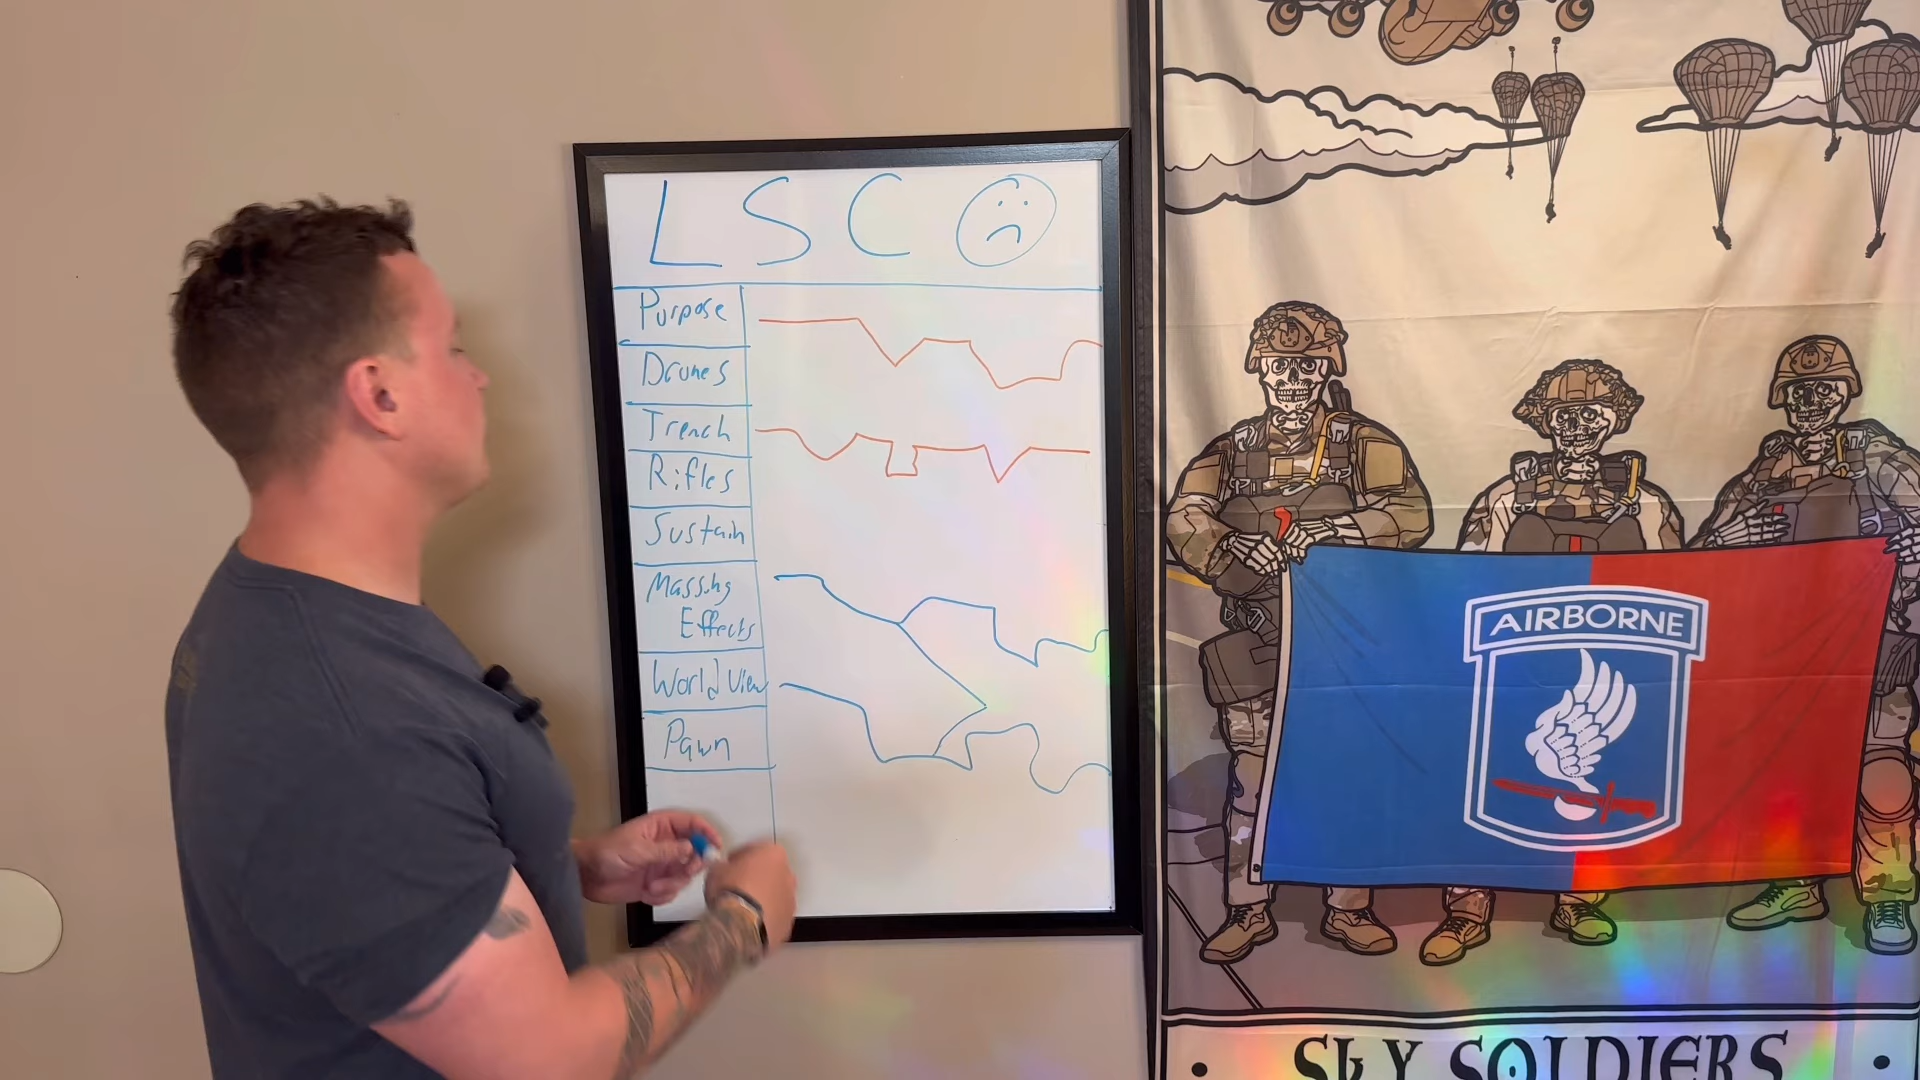 LSCO
Purpose
Drones
Trench
Rifles
Sustain
Massing
Effects
World View
Pawn
AIRBORNE
SKY SOLDIERS